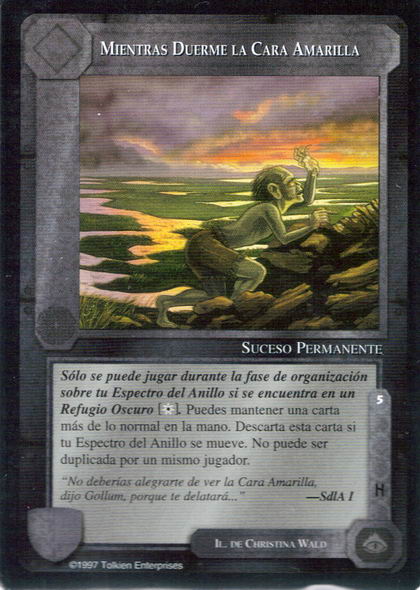 Mientras Duerme la Cara Amarilla
Suceso Permanente
Sólo se puede jugar durante la fase de organización
sobre tu Espectro del Anillo si se encuentra en un
Refugio Oscuro []. Puedes mantener una carta
más de lo normal en la mano. Descarta esta carta si
tu Espectro del Anillo se mueve. No puede ser
duplicada por un mismo jugador.
5
“No deberías alegrarte de ver la Cara Amarilla,
dijo Gollum, porque te delatará...” —SdlA I
H
Il. de Christina Wald
©1997 Tolkien Enterprises